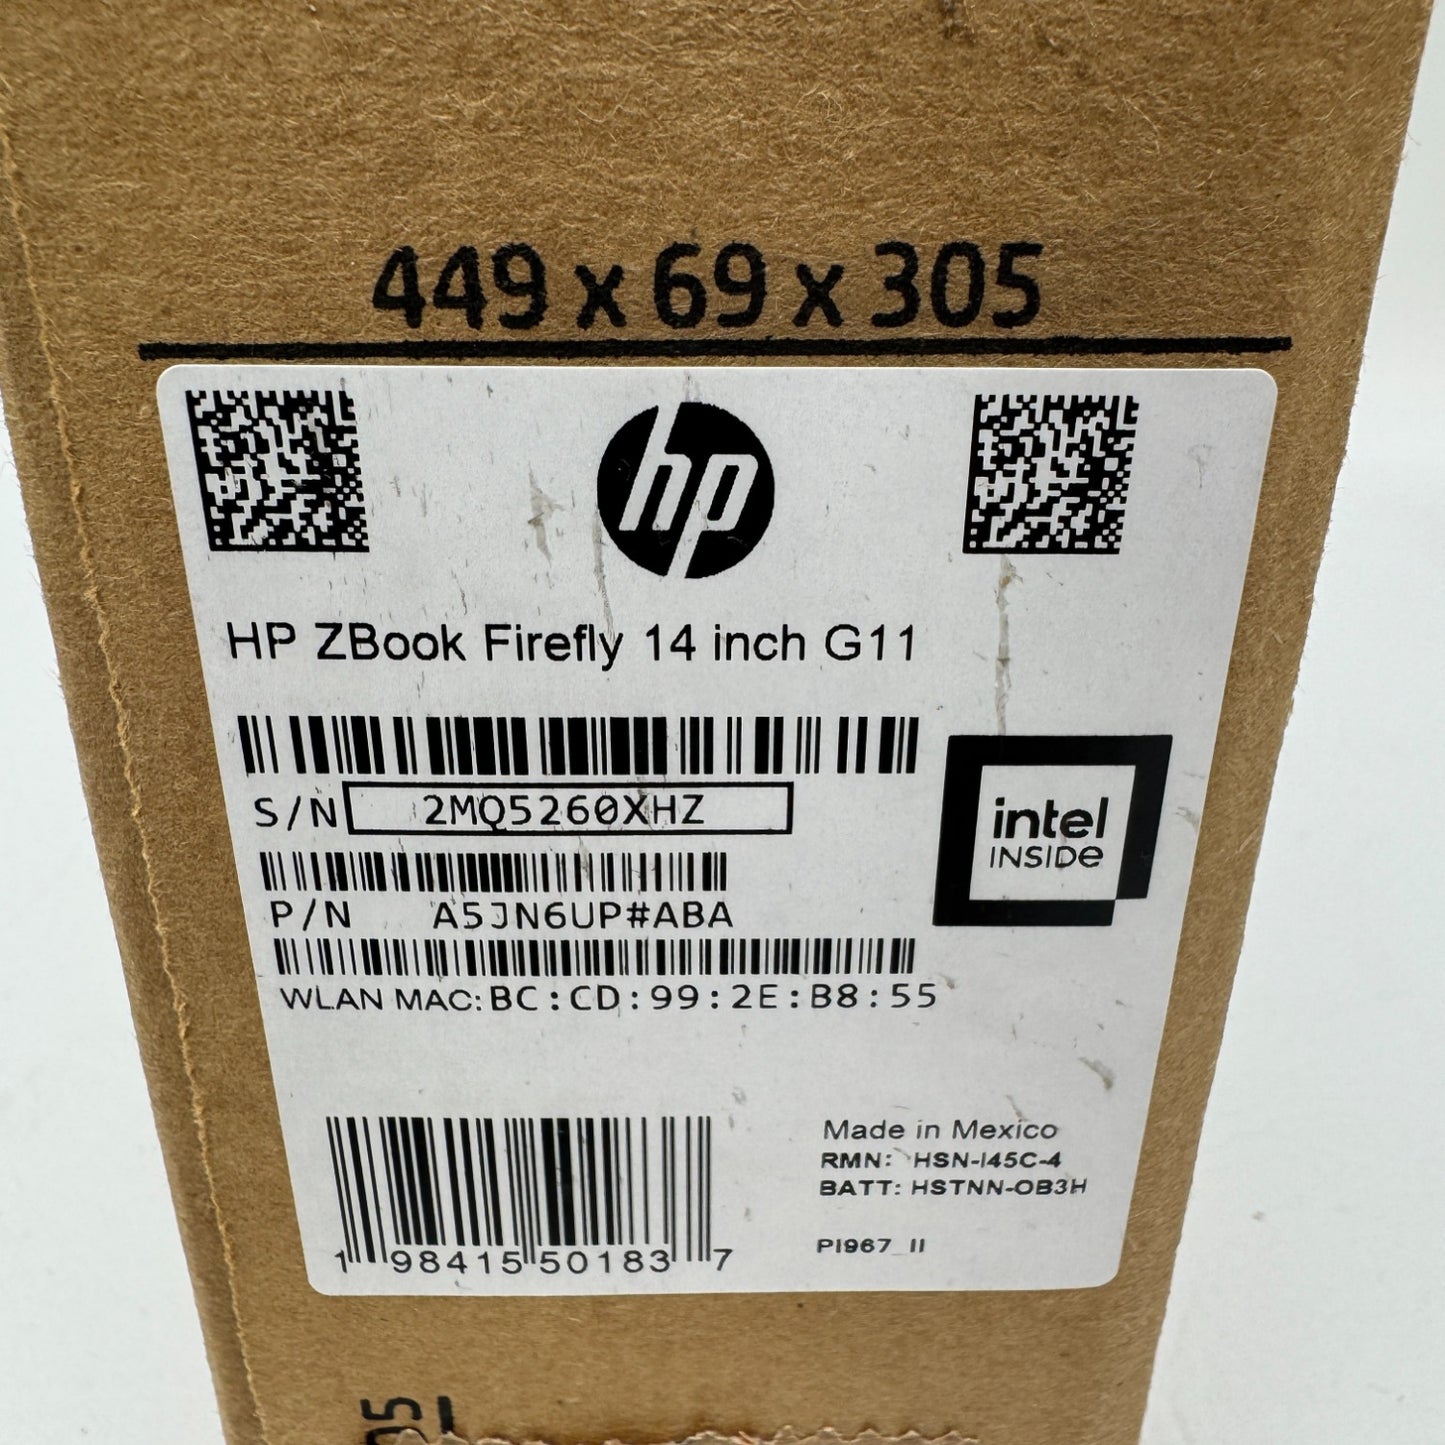 449 x 69 x 305
hp
HP ZBook Firefly 14 inch G11
S/N 2MQ5260XHZ
P/N A5JN6UP#ABA
WLAN MAC: BC:CD:99:2E:B8:55
intel
INSIDE
Made in Mexico
RMN: HSN-I45C-4
BATT: HSTNN-OB3H
PI967_II
1 98415 50183 7